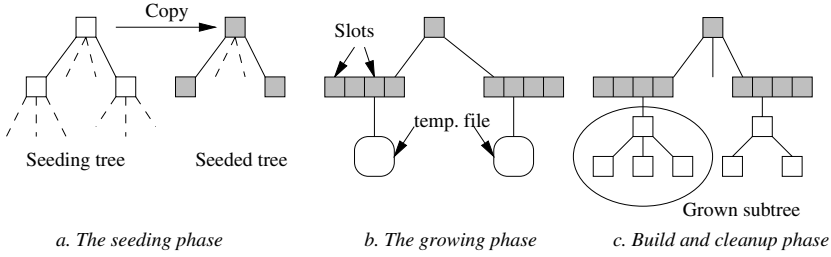 Copy
Seeding tree
Seeded tree
a. The seeding phase
Slots
temp. file
b. The growing phase
Grown subtree
c. Build and cleanup phase